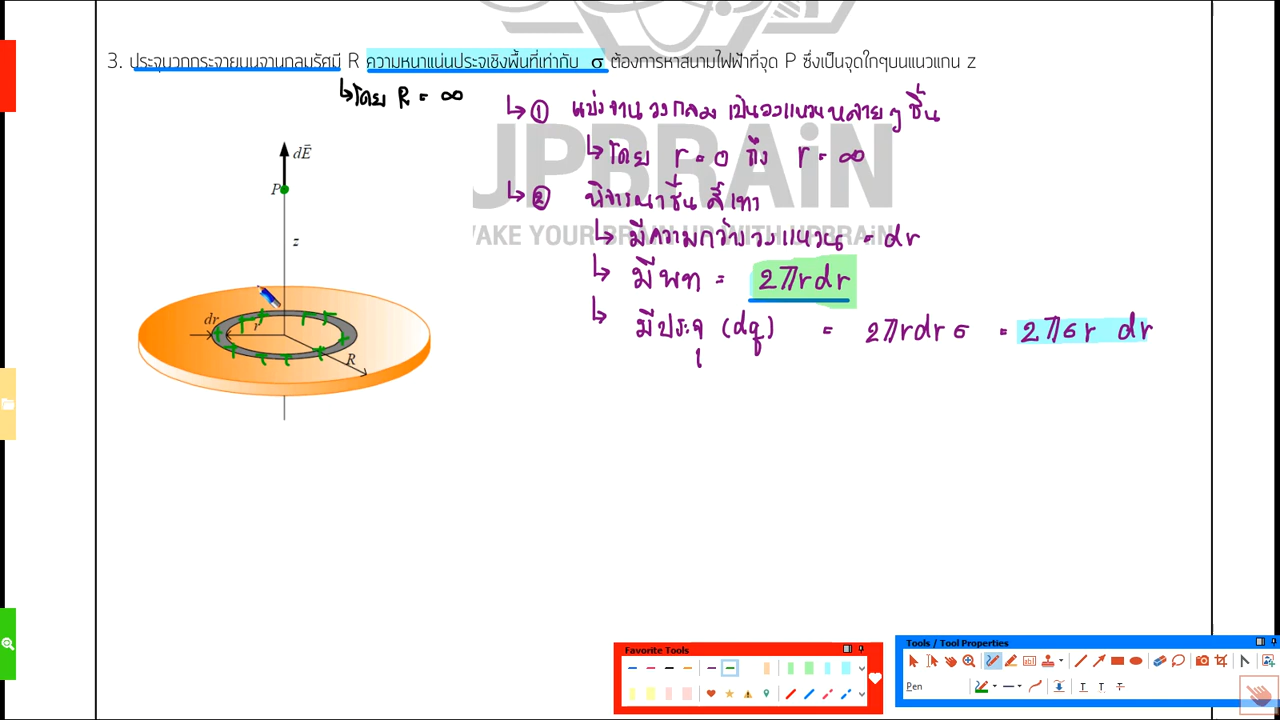 3. ประจุบวกกระจายบนจานกลมรัศมี R ความหนาแน่นประจุเชิงพื้นที่เท่ากับ σ ต้องการหาสนามไฟฟ้าที่จุด P ซึ่งเป็นจุดใกๆบนแนวแกน z
↳ โดย R = ∞
↳ ① แบ่งจานวงกลม เป็นวงแหวนหลายๆชิ้น
↳ โดย r = 0 ถึง r = ∞
↳ ② พิจารณาชิ้นสีเทา
↳ มีความกว้างวงแหวน = dr
↳ มี พท = 2πrdr
↳ มีประจุ (dq) = 2πrdr σ = 2πσr dr
dE⃗
P
z
dr
r
R
UPBRAiN
WAKE YOUR BRAIN UP WITH UPBRAiN
Favorite Tools
Tools / Tool Properties
Pen